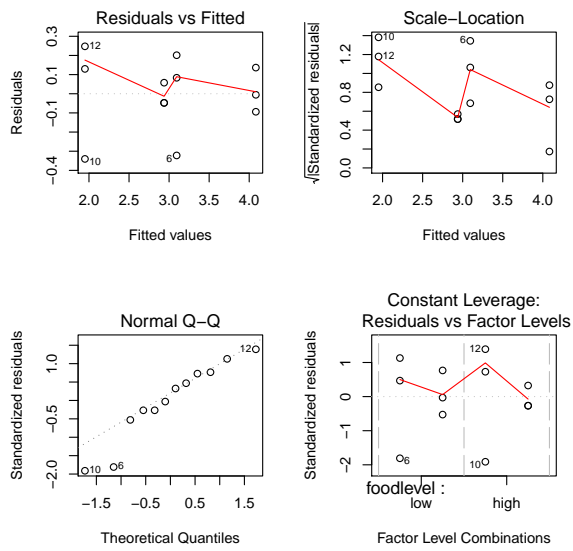 Residuals vs Fitted
Residuals
0.3
0.1
−0.1
−0.4
12
10
6
2.0 2.5 3.0 3.5 4.0
Fitted values
Scale−Location
√|Standardized residuals|
1.2
0.8
0.4
0.0
10
12
6
2.0 2.5 3.0 3.5 4.0
Fitted values
Normal Q−Q
Standardized residuals
1.0
−0.5
−2.0
12
10
6
−1.5 −0.5 0.5 1.5
Theoretical Quantiles
Constant Leverage:
Residuals vs Factor Levels
Standardized residuals
1
0
−1
−2
12
6
10
foodlevel :
low high
Factor Level Combinations